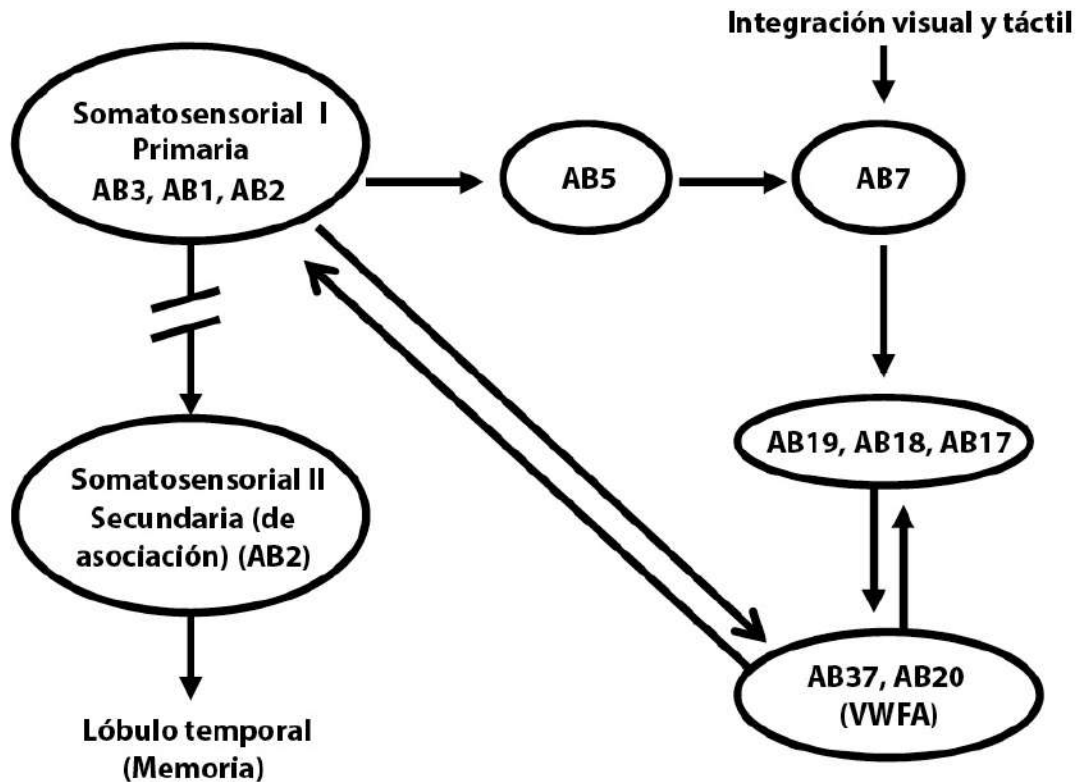 Integración visual y táctil
Somatosensorial I
Primaria
AB3, AB1, AB2
AB5
AB7
AB19, AB18, AB17
Somatosensorial II
Secundaria (de
asociación) (AB2)
AB37, AB20
(VWFA)
Lóbulo temporal
(Memoria)